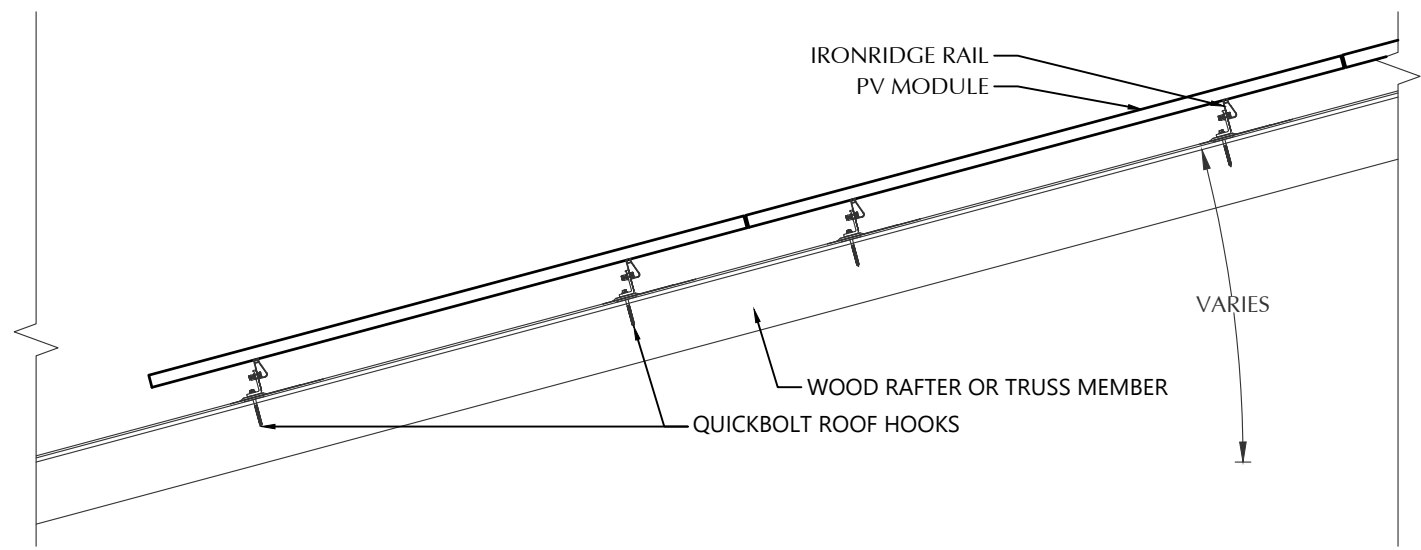 IRONRIDGE RAIL
PV MODULE
VARIES
WOOD RAFTER OR TRUSS MEMBER
QUICKBOLT ROOF HOOKS